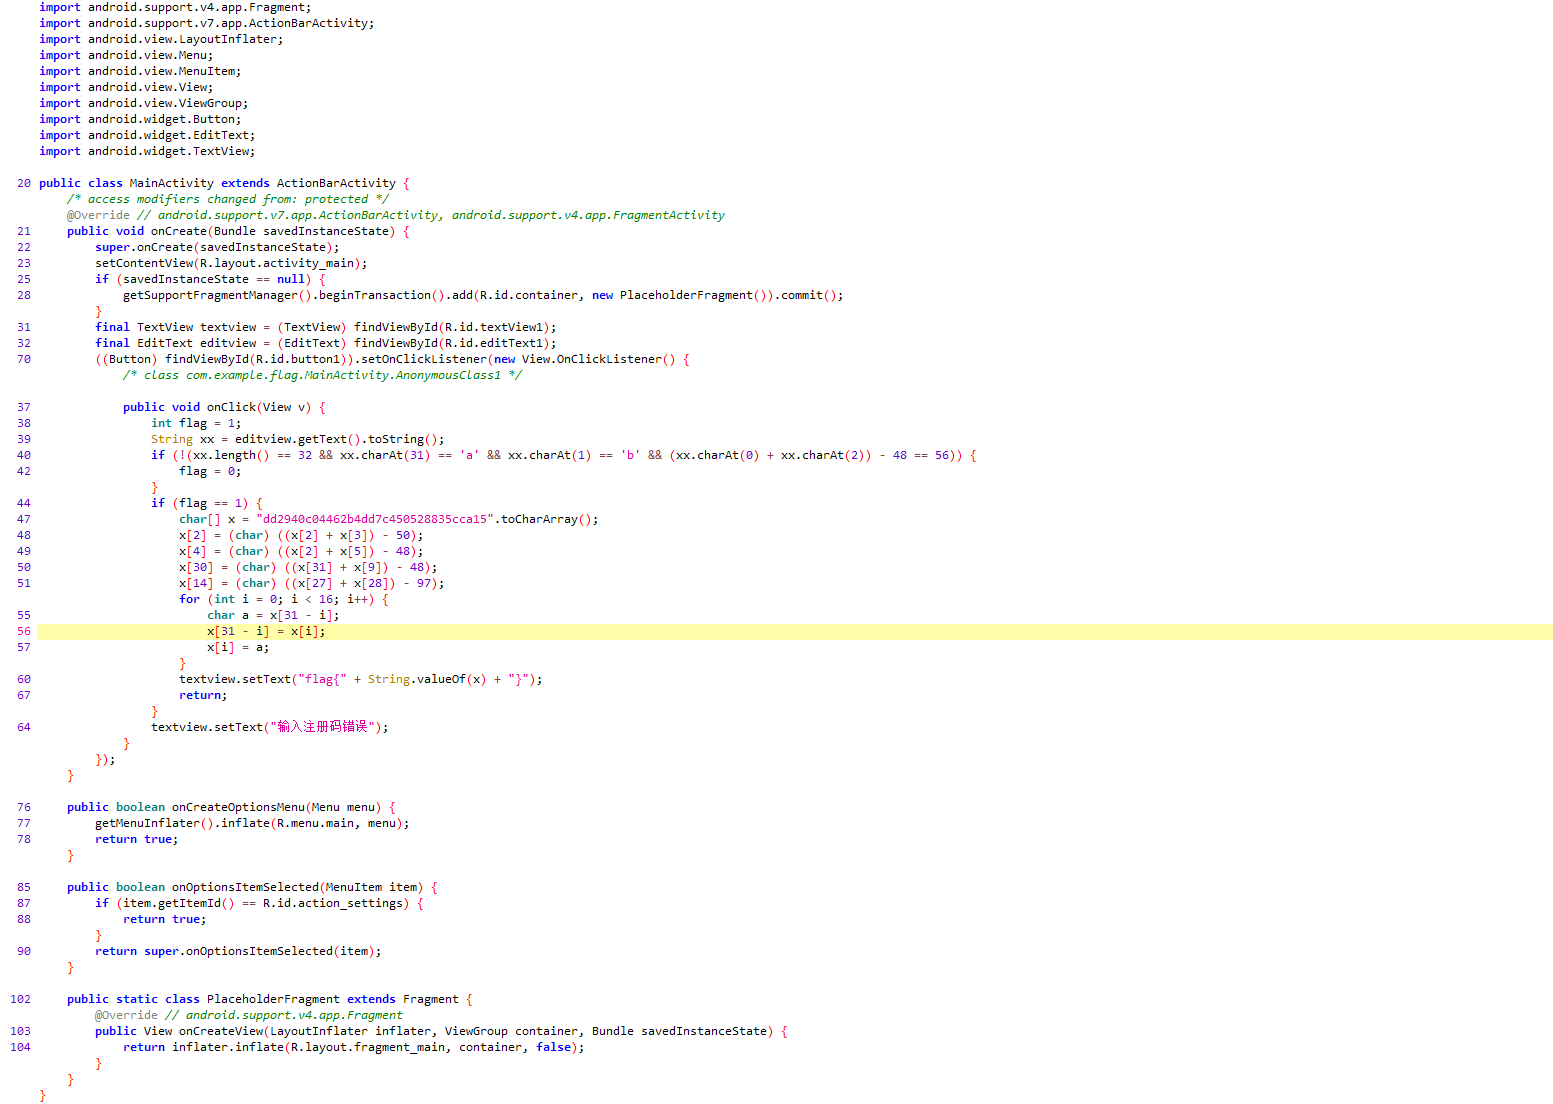 import android.support.v4.app.Fragment;
import android.support.v7.app.ActionBarActivity;
import android.view.LayoutInflater;
import android.view.Menu;
import android.view.MenuItem;
import android.view.View;
import android.view.ViewGroup;
import android.widget.Button;
import android.widget.EditText;
import android.widget.TextView;
20 public class MainActivity extends ActionBarActivity {
/* access modifiers changed from: protected */
@Override // android.support.v7.app.ActionBarActivity, android.support.v4.app.FragmentActivity
21 public void onCreate(Bundle savedInstanceState) {
22 super.onCreate(savedInstanceState);
23 setContentView(R.layout.activity_main);
25 if (savedInstanceState == null) {
28 getSupportFragmentManager().beginTransaction().add(R.id.container, new PlaceholderFragment()).commit();
}
31 final TextView textview = (TextView) findViewById(R.id.textView1);
32 final EditText editview = (EditText) findViewById(R.id.editText1);
70 ((Button) findViewById(R.id.button1)).setOnClickListener(new View.OnClickListener() {
/* class com.example.flag.MainActivity.AnonymousClass1 */
37 public void onClick(View v) {
38 int flag = 1;
39 String xx = editview.getText().toString();
40 if (!(xx.length() == 32 && xx.charAt(31) == 'a' && xx.charAt(1) == 'b' && (xx.charAt(0) + xx.charAt(2)) - 48 == 56)) {
42 flag = 0;
}
44 if (flag == 1) {
47 char[] x = "dd2940c04462b4dd7c450528835cca15".toCharArray();
48 x[2] = (char) ((x[2] + x[3]) - 50);
49 x[4] = (char) ((x[2] + x[5]) - 48);
50 x[30] = (char) ((x[31] + x[9]) - 48);
51 x[14] = (char) ((x[27] + x[28]) - 97);
for (int i = 0; i < 16; i++) {
55 char a = x[31 - i];
56 x[31 - i] = x[i];
57 x[i] = a;
}
60 textview.setText("flag{" + String.valueOf(x) + "}");
67 return;
}
64 textview.setText("输入注册码错误");
}
});
}
76 public boolean onCreateOptionsMenu(Menu menu) {
77 getMenuInflater().inflate(R.menu.main, menu);
78 return true;
}
85 public boolean onOptionsItemSelected(MenuItem item) {
87 if (item.getItemId() == R.id.action_settings) {
88 return true;
}
90 return super.onOptionsItemSelected(item);
}
102 public static class PlaceholderFragment extends Fragment {
@Override // android.support.v4.app.Fragment
103 public View onCreateView(LayoutInflater inflater, ViewGroup container, Bundle savedInstanceState) {
104 return inflater.inflate(R.layout.fragment_main, container, false);
}
}
}